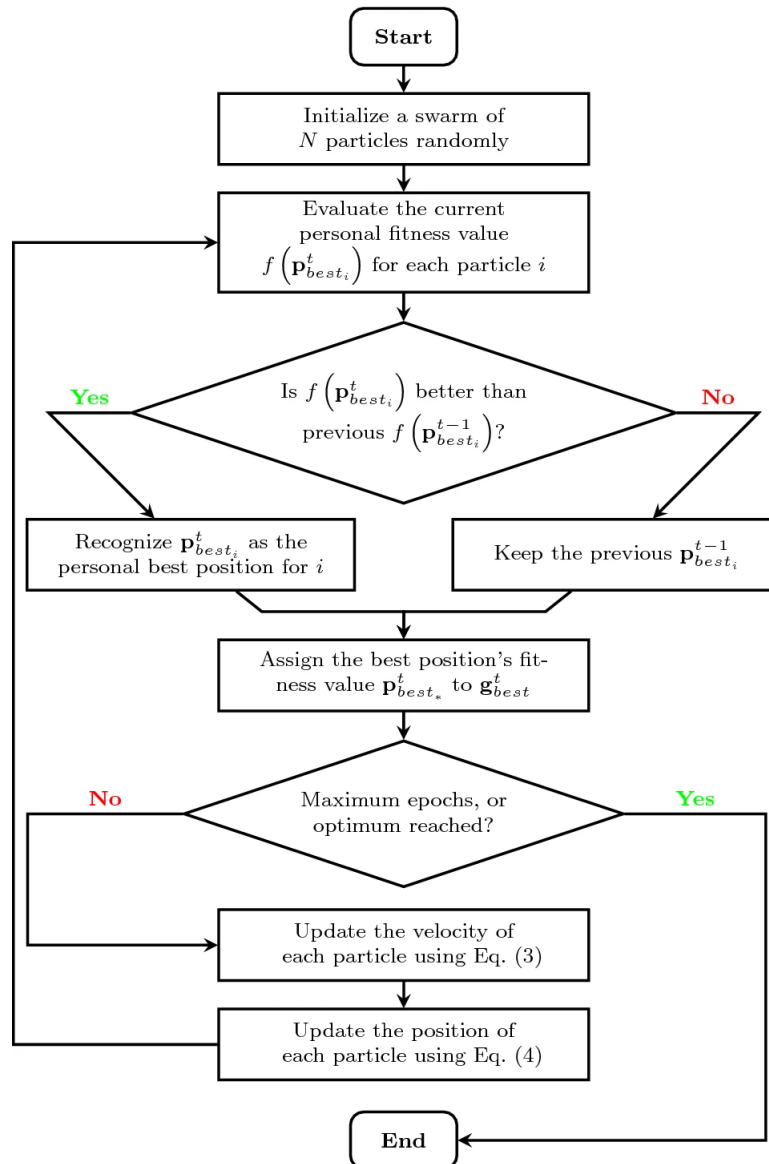 Start
Initialize a swarm of
N particles randomly
Evaluate the current
personal fitness value
f (p^t_{best_i}) for each particle i
Is f (p^t_{best_i}) better than
previous f (p^{t−1}_{best_i})?
Yes
No
Recognize p^t_{best_i} as the
personal best position for i
Keep the previous p^{t−1}_{best_i}
Assign the best position's fit-
ness value p^t_{best_*} to g^t_{best}
Maximum epochs, or
optimum reached?
No
Yes
Update the velocity of
each particle using Eq. (3)
Update the position of
each particle using Eq. (4)
End